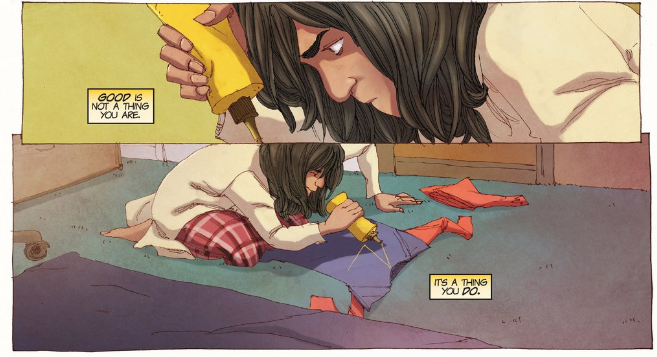 GOOD IS
NOT A THING
YOU ARE.
IT'S A THING
YOU DO.